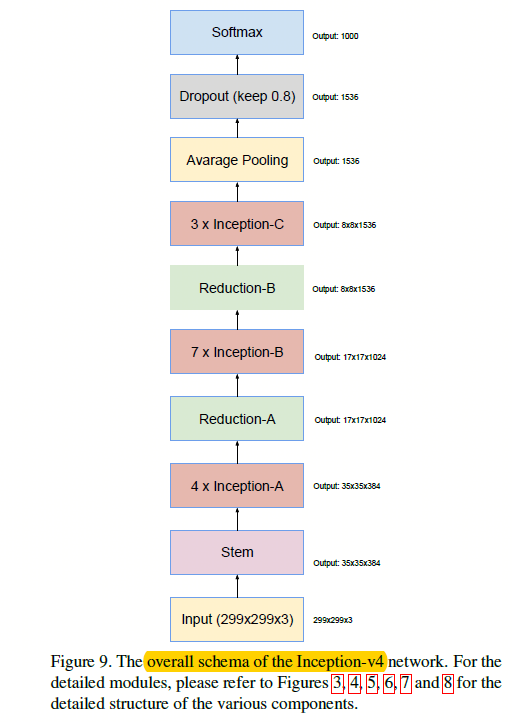 Softmax
Output: 1000
Dropout (keep 0.8)
Output: 1536
Avarage Pooling
Output: 1536
3 x Inception-C
Output: 8x8x1536
Reduction-B
Output: 8x8x1536
7 x Inception-B
Output: 17x17x1024
Reduction-A
Output: 17x17x1024
4 x Inception-A
Output: 35x35x384
Stem
Output: 35x35x384
Input (299x299x3)
299x299x3
Figure 9. The overall schema of the Inception-v4 network. For the
detailed modules, please refer to Figures 3, 4, 5, 6, 7 and 8 for the
detailed structure of the various components.